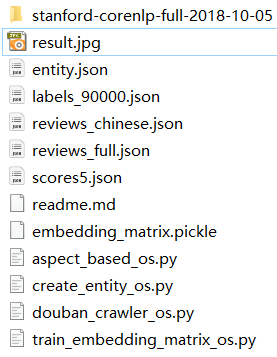 stanford-corenlp-full-2018-10-05
result.jpg
entity.json
labels_90000.json
reviews_chinese.json
reviews_full.json
scores5.json
readme.md
embedding_matrix.pickle
aspect_based_os.py
create_entity_os.py
douban_crawler_os.py
train_embedding_matrix_os.py